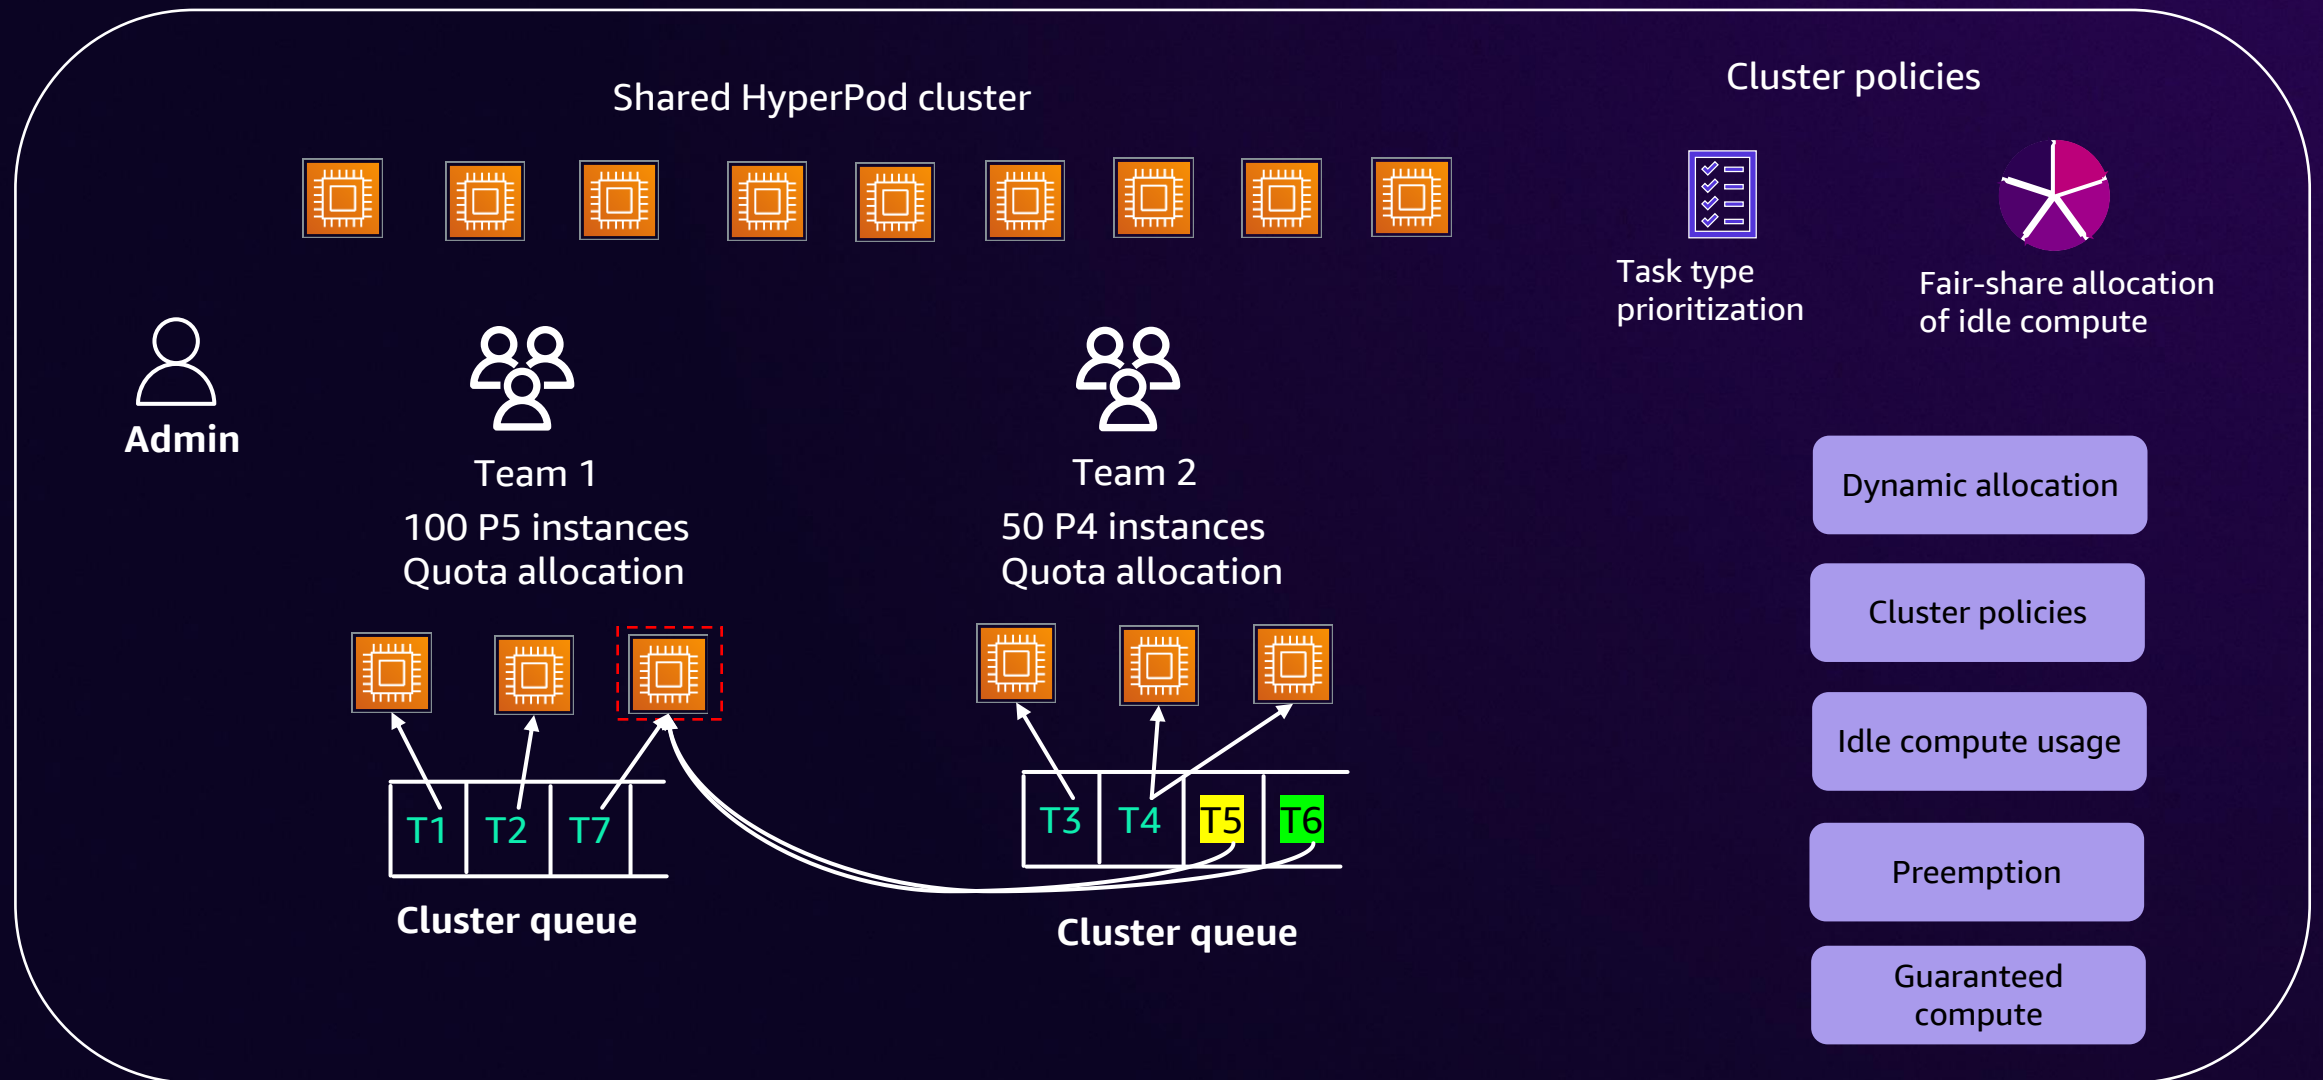 Shared HyperPod cluster
Cluster policies
Task type
prioritization
Fair-share allocation
of idle compute
Admin
Team 1
100 P5 instances
Quota allocation
Team 2
50 P4 instances
Quota allocation
T1 T2 T7
Cluster queue
T3 T4 T5 T6
Cluster queue
Dynamic allocation
Cluster policies
Idle compute usage
Preemption
Guaranteed
compute